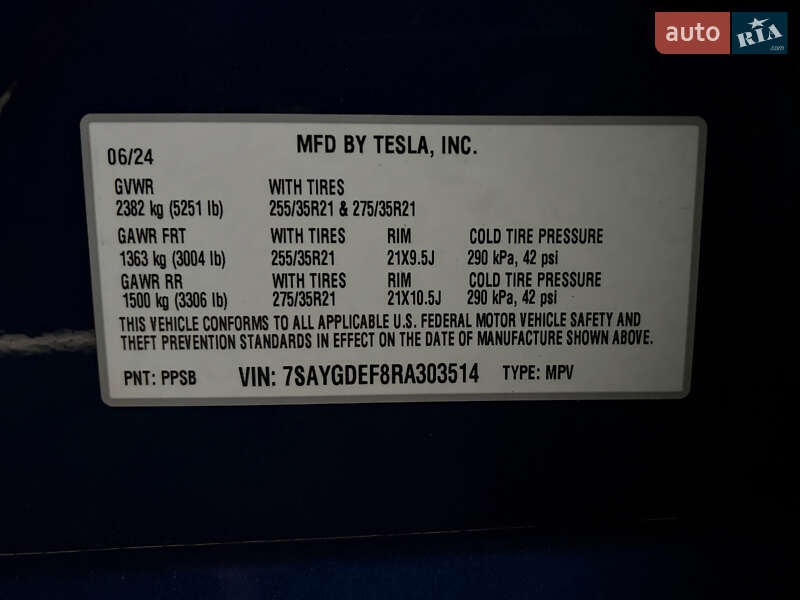 auto RIA.com
06/24 MFD BY TESLA, INC.
GVWR WITH TIRES
2382 kg (5251 lb) 255/35R21 & 275/35R21
GAWR FRT WITH TIRES RIM COLD TIRE PRESSURE
1363 kg (3004 lb) 255/35R21 21X9.5J 290 kPa, 42 psi
GAWR RR WITH TIRES RIM COLD TIRE PRESSURE
1500 kg (3306 lb) 275/35R21 21X10.5J 290 kPa, 42 psi
THIS VEHICLE CONFORMS TO ALL APPLICABLE U.S. FEDERAL MOTOR VEHICLE SAFETY AND
THEFT PREVENTION STANDARDS IN EFFECT ON THE DATE OF MANUFACTURE SHOWN ABOVE.
PNT: PPSB VIN: 7SAYGDEF8RA303514 TYPE: MPV